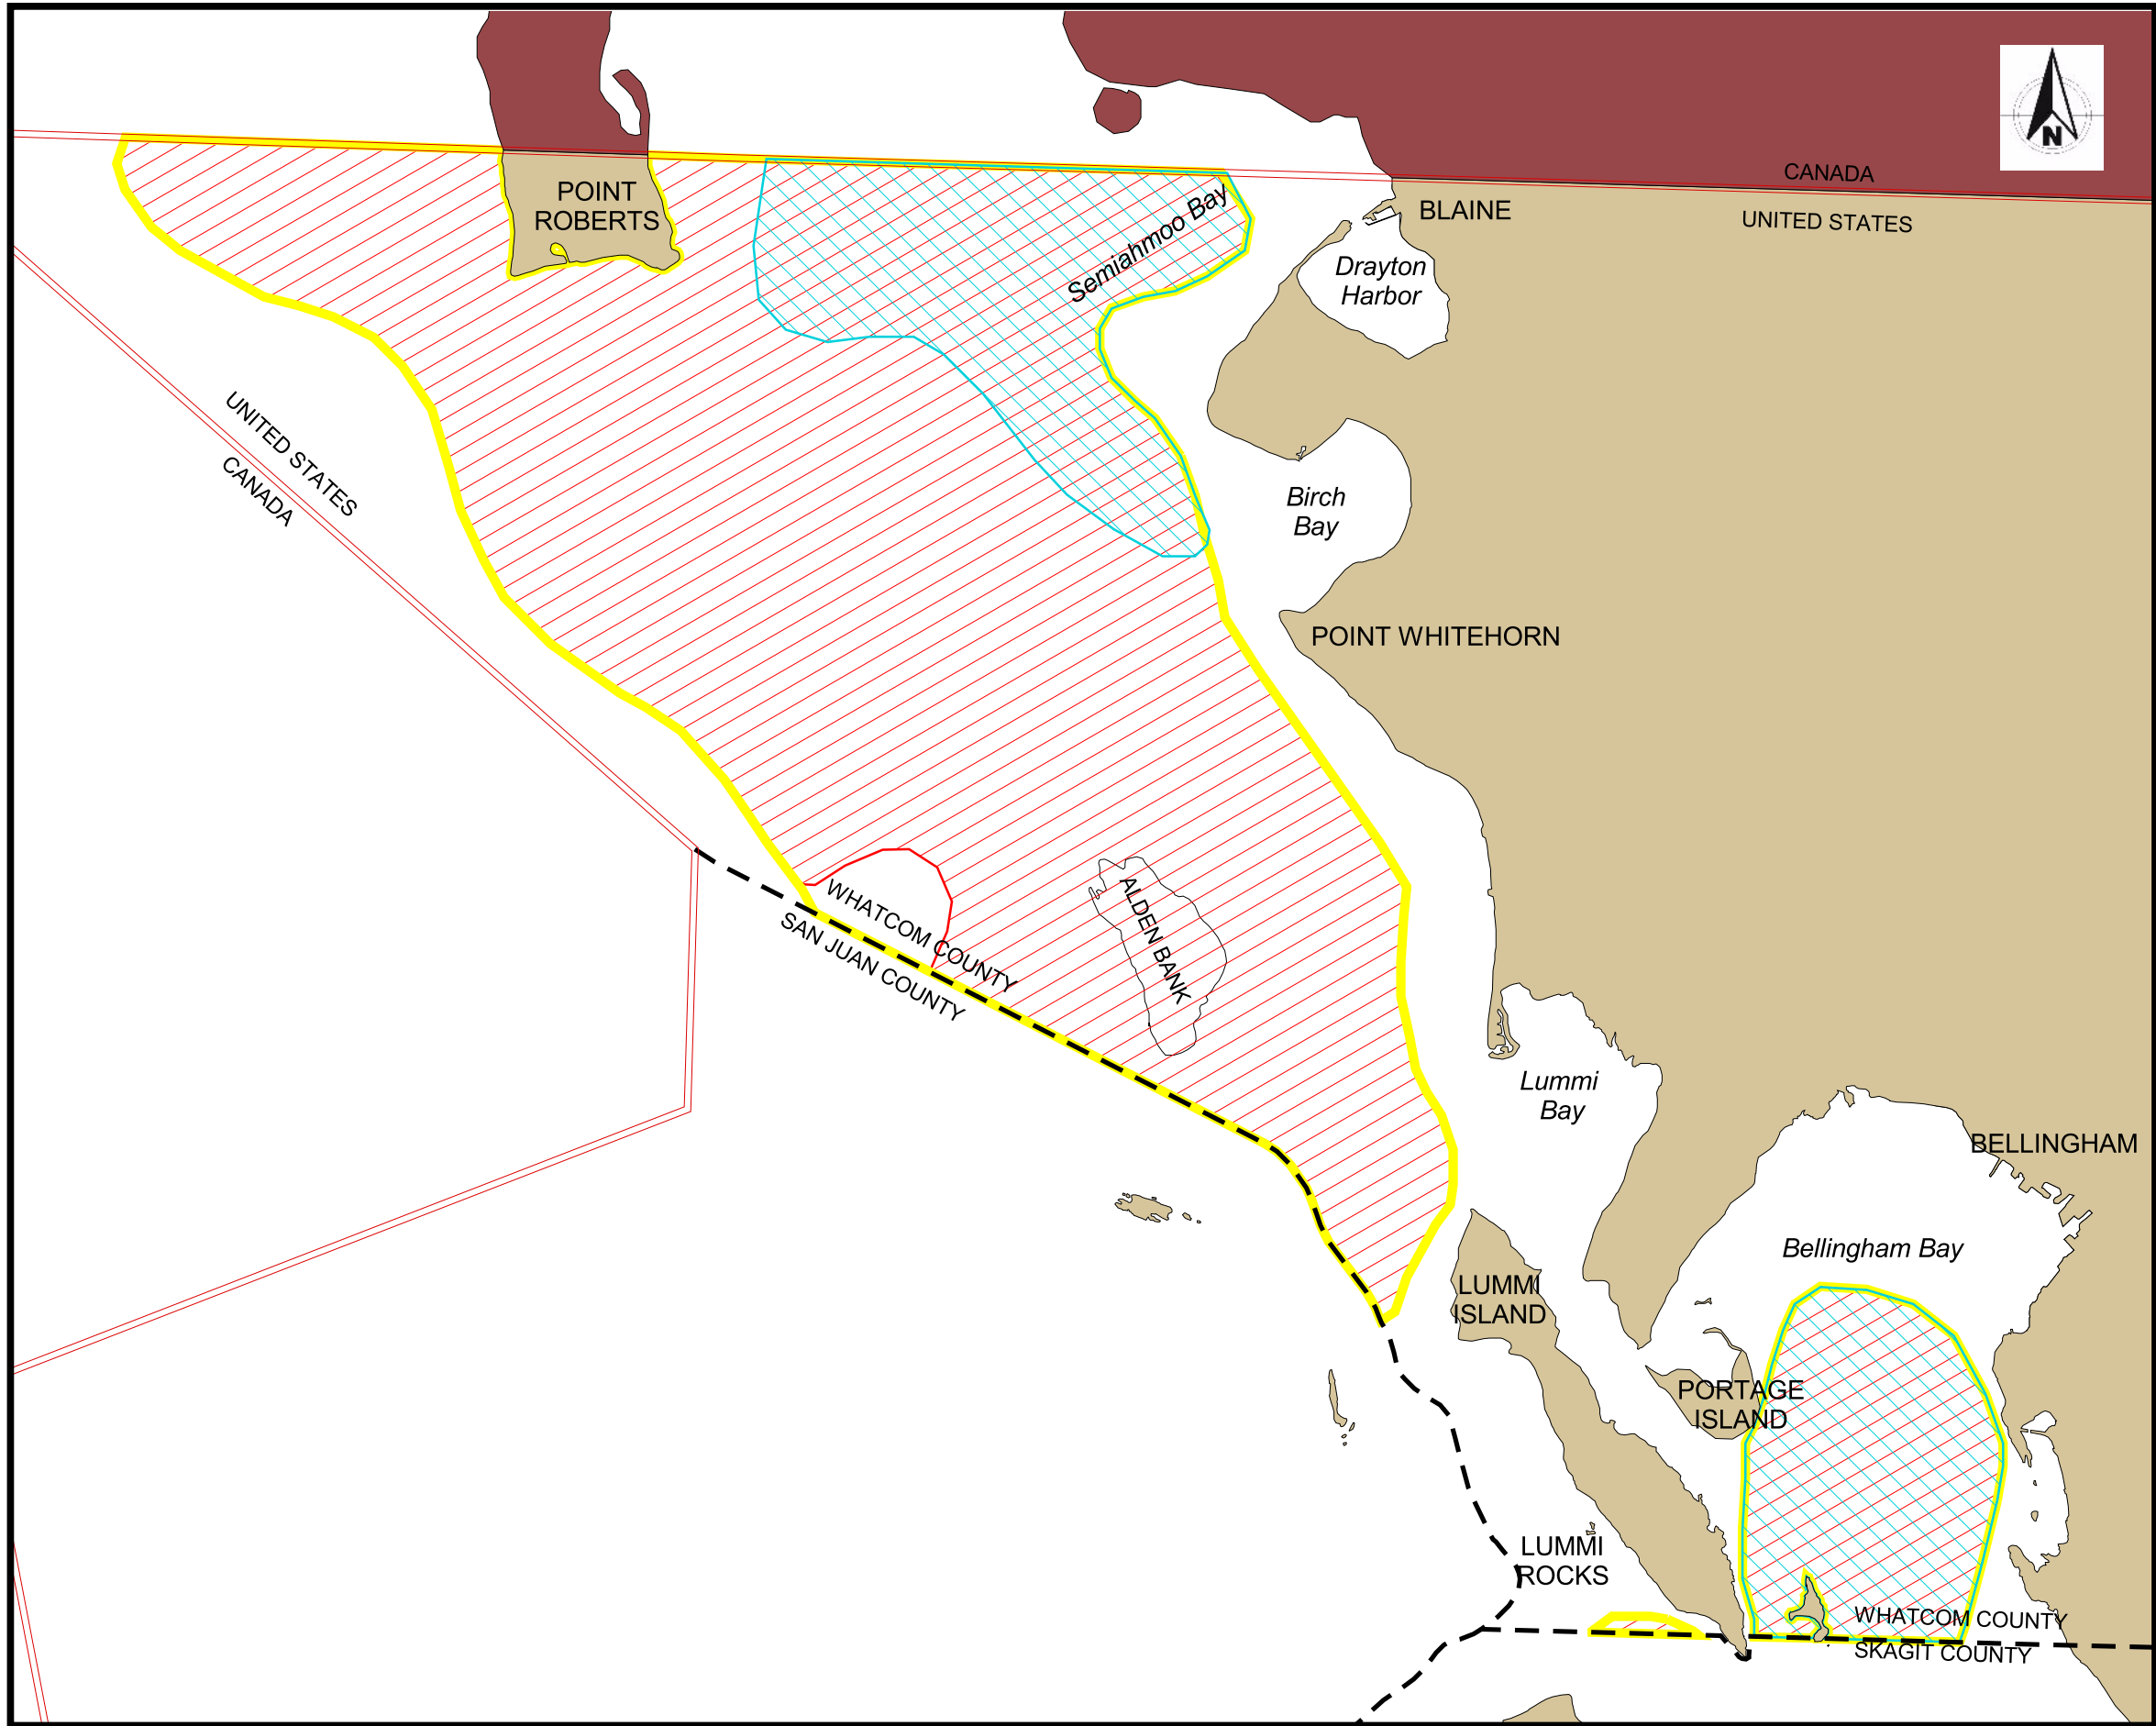 N
CANADA
UNITED STATES
POINT
ROBERTS
BLAINE
Semiahmoo Bay
Drayton
Harbor
UNITED STATES
CANADA
Birch
Bay
POINT WHITEHORN
WHATCOM COUNTY
SAN JUAN COUNTY
ALDEN BANK
Lummi
Bay
BELLINGHAM
Bellingham Bay
LUMMI
ISLAND
PORTAGE
ISLAND
LUMMI
ROCKS
WHATCOM COUNTY
SKAGIT COUNTY